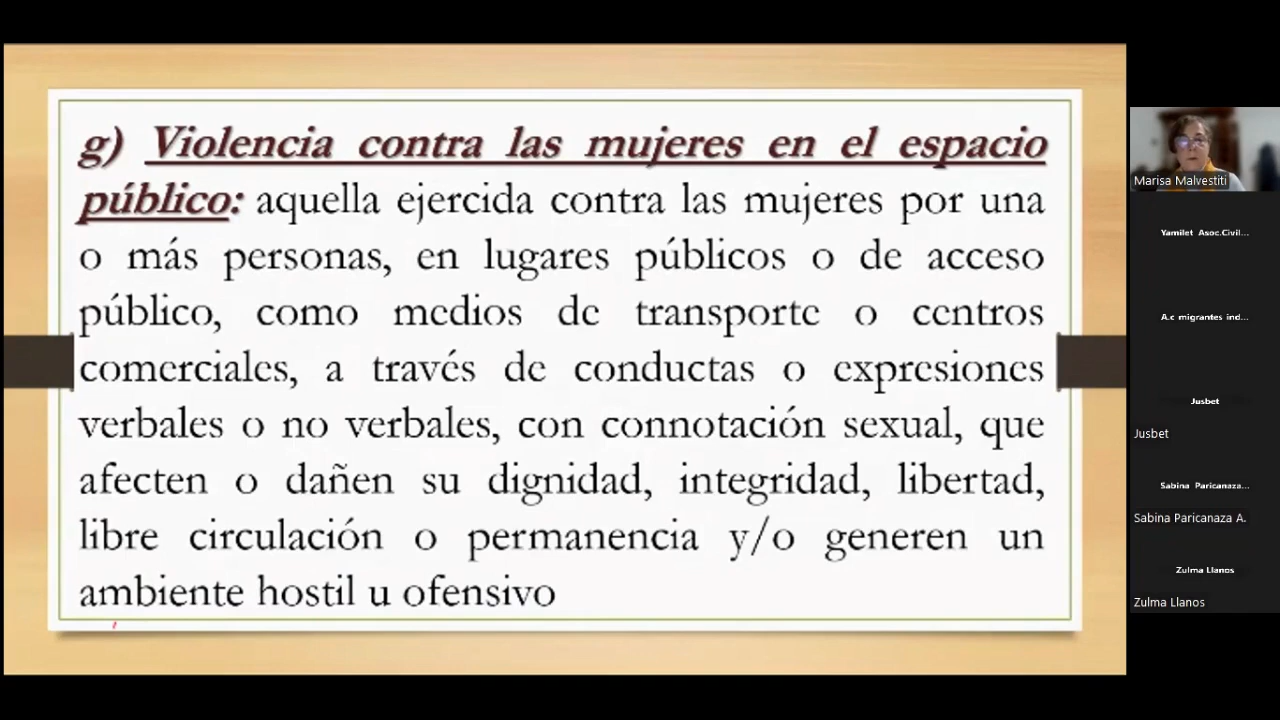 g) Violencia contra las mujeres en el espacio
público: aquella ejercida contra las mujeres por una
o más personas, en lugares públicos o de acceso
público, como medios de transporte o centros
comerciales, a través de conductas o expresiones
verbales o no verbales, con connotación sexual, que
afecten o dañen su dignidad, integridad, libertad,
libre circulación o permanencia y/o generen un
ambiente hostil u ofensivo
Marisa Malvestiti
Yamilet Asoc.Civil...
A.c migrantes ind...
Jusbet
Jusbet
Sabina Paricanaza...
Sabina Paricanaza A.
Zulma Llanos
Zulma Llanos